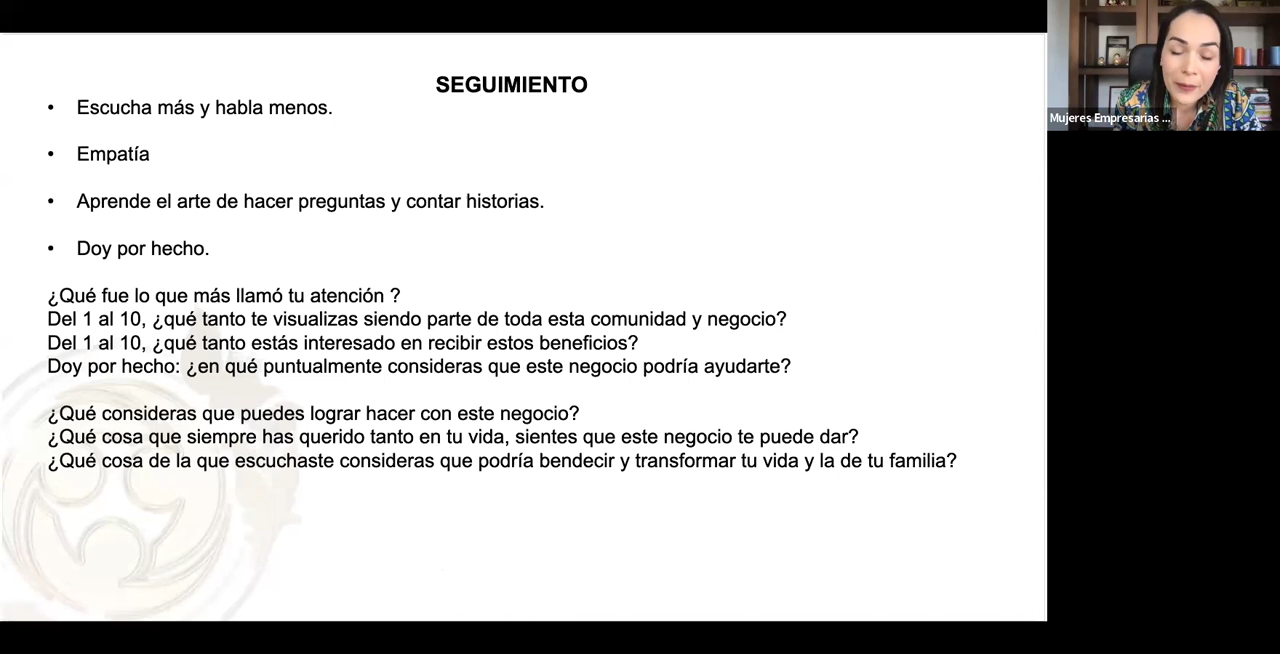 SEGUIMIENTO
• Escucha más y habla menos.
• Empatía
• Aprende el arte de hacer preguntas y contar historias.
• Doy por hecho.
¿Qué fue lo que más llamó tu atención ?
Del 1 al 10, ¿qué tanto te visualizas siendo parte de toda esta comunidad y negocio?
Del 1 al 10, ¿qué tanto estás interesado en recibir estos beneficios?
Doy por hecho: ¿en qué puntualmente consideras que este negocio podría ayudarte?
¿Qué consideras que puedes lograr hacer con este negocio?
¿Qué cosa que siempre has querido tanto en tu vida, sientes que este negocio te puede dar?
¿Qué cosa de la que escuchaste consideras que podría bendecir y transformar tu vida y la de tu familia?
Mujeres Empresarias ...